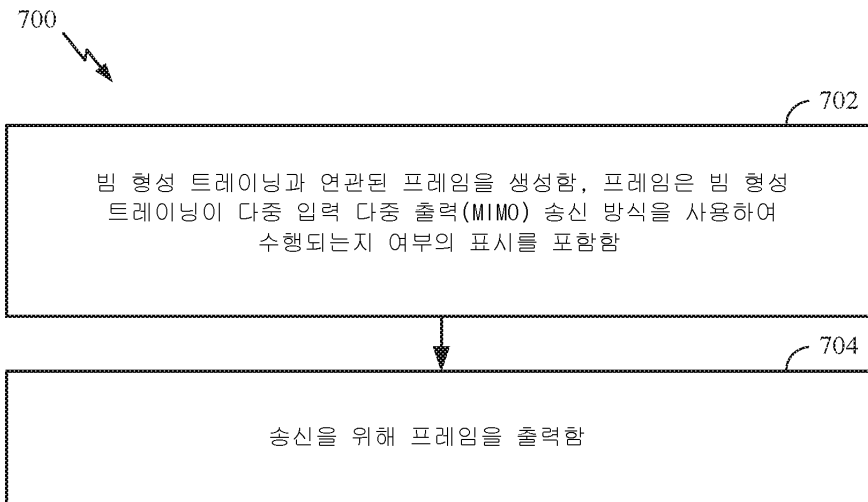 700
702
빔 형성 트레이닝과 연관된 프레임을 생성함, 프레임은 빔 형성
트레이닝이 다중 입력 다중 출력(MIMO) 송신 방식을 사용하여
수행되는지 여부의 표시를 포함함
704
송신을 위해 프레임을 출력함